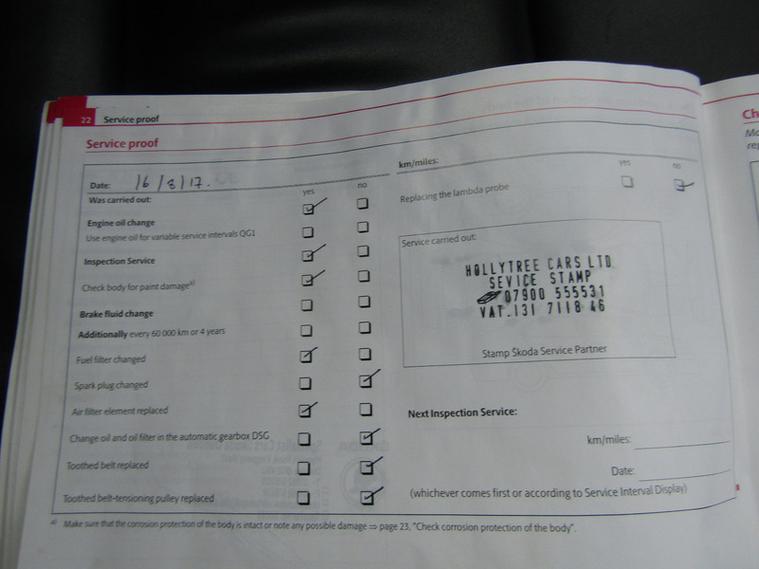 22 Service proof
Service proof
Date: 16/8/17.
Was carried out: yes no
Engine oil change
Use engine oil for variable service intervals QG1
Inspection Service
Check body for paint damage a)
Brake fluid change
Additionally every 60 000 km or 4 years
Fuel filter changed
Spark plug changed
Air filter element replaced
Change oil and oil filter in the automatic gearbox DSG
Toothed belt replaced
Toothed belt-tensioning pulley replaced
km/miles:
yes no
Replacing the lambda probe
Service carried out:
HOLLYTREE CARS LTD
SEVICE STAMP
07900 555531
VAT.131 7118 46
Stamp Škoda Service Partner
Next Inspection Service:
km/miles:
Date:
(whichever comes first or according to Service Interval Display)
a) Make sure that the corrosion protection of the body is intact or note any possible damage ⇒ page 23, "Check corrosion protection of the body".
Ch
Mo
rep